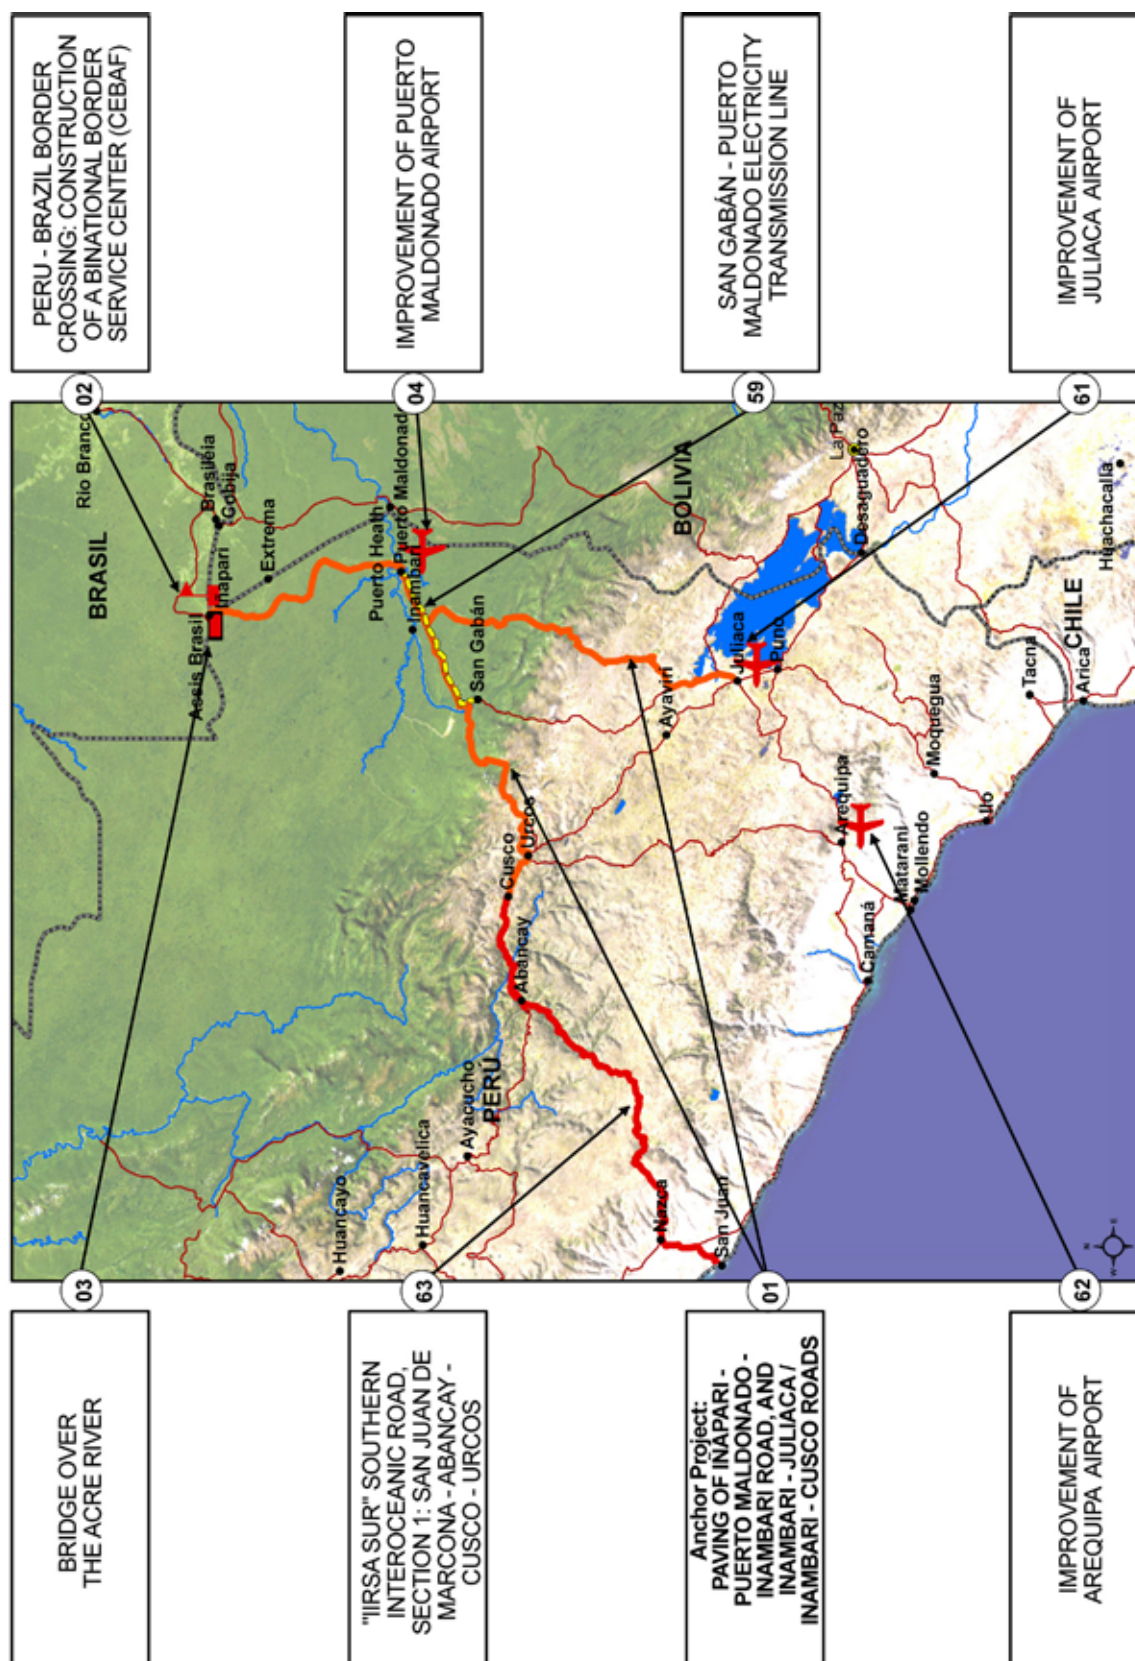 BRIDGE OVER
THE ACRE RIVER
03
"IIRSA SUR" SOUTHERN
INTEROCEANIC ROAD,
SECTION 1: SAN JUAN DE
MARCONA - ABANCAY -
CUSCO - URCOS
63
Anchor Project:
PAVING OF IÑAPARI -
PUERTO MALDONADO -
INAMBARI ROAD, AND
INAMBARI - JULIACA /
INAMBARI - CUSCO ROADS
01
IMPROVEMENT OF
AREQUIPA AIRPORT
62
PERU - BRAZIL BORDER
CROSSING: CONSTRUCTION
OF A BINATIONAL BORDER
SERVICE CENTER (CEBAF)
02
IMPROVEMENT OF PUERTO
MALDONADO AIRPORT
04
SAN GABÁN - PUERTO
MALDONADO ELECTRICITY
TRANSMISSION LINE
59
IMPROVEMENT OF
JULIACA AIRPORT
61
Rio Branco
BRASIL
Assis Brasil
Inapari
Brasileia
Cobija
Extrema
Puerto Heath
Puerto Maldonado
Inambari
San Gabán
BOLIVIA
Huancayo
Huancavelica
Ayacucho
PERÚ
Abancay
Cusco
Urcos
Ayaviri
Juliaca
Puno
La Paz
Desaguadero
Nazca
San Juan
Arequipa
Camaná
Matarani
Mollendo
Moquegua
Ilo
Tacna
Arica
CHILE
Huachacalla
N
W
E